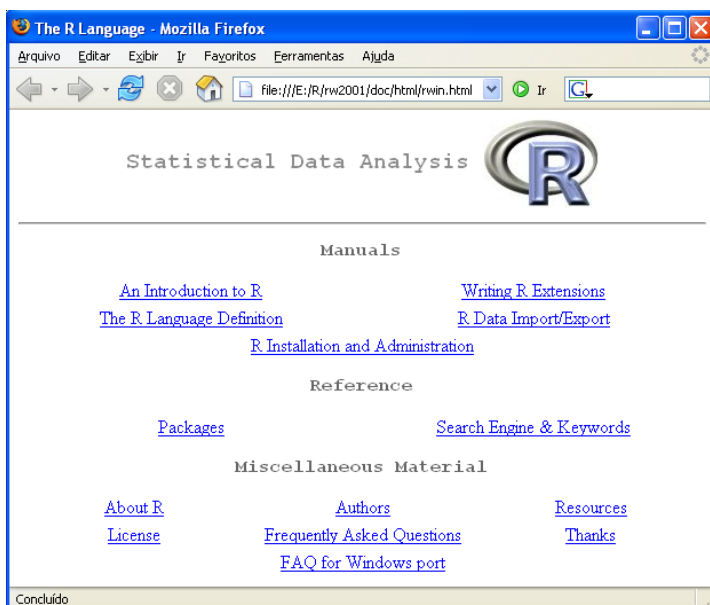 The R Language - Mozilla Firefox
Arquivo Editar Exibir Ir Favoritos Ferramentas Ajuda
file:///E:/R/rw2001/doc/html/rwin.html Ir G
Statistical Data Analysis R
Manuals
An Introduction to R Writing R Extensions
The R Language Definition R Data Import/Export
R Installation and Administration
Reference
Packages Search Engine & Keywords
Miscellaneous Material
About R Authors Resources
License Frequently Asked Questions Thanks
FAQ for Windows port
Concluído